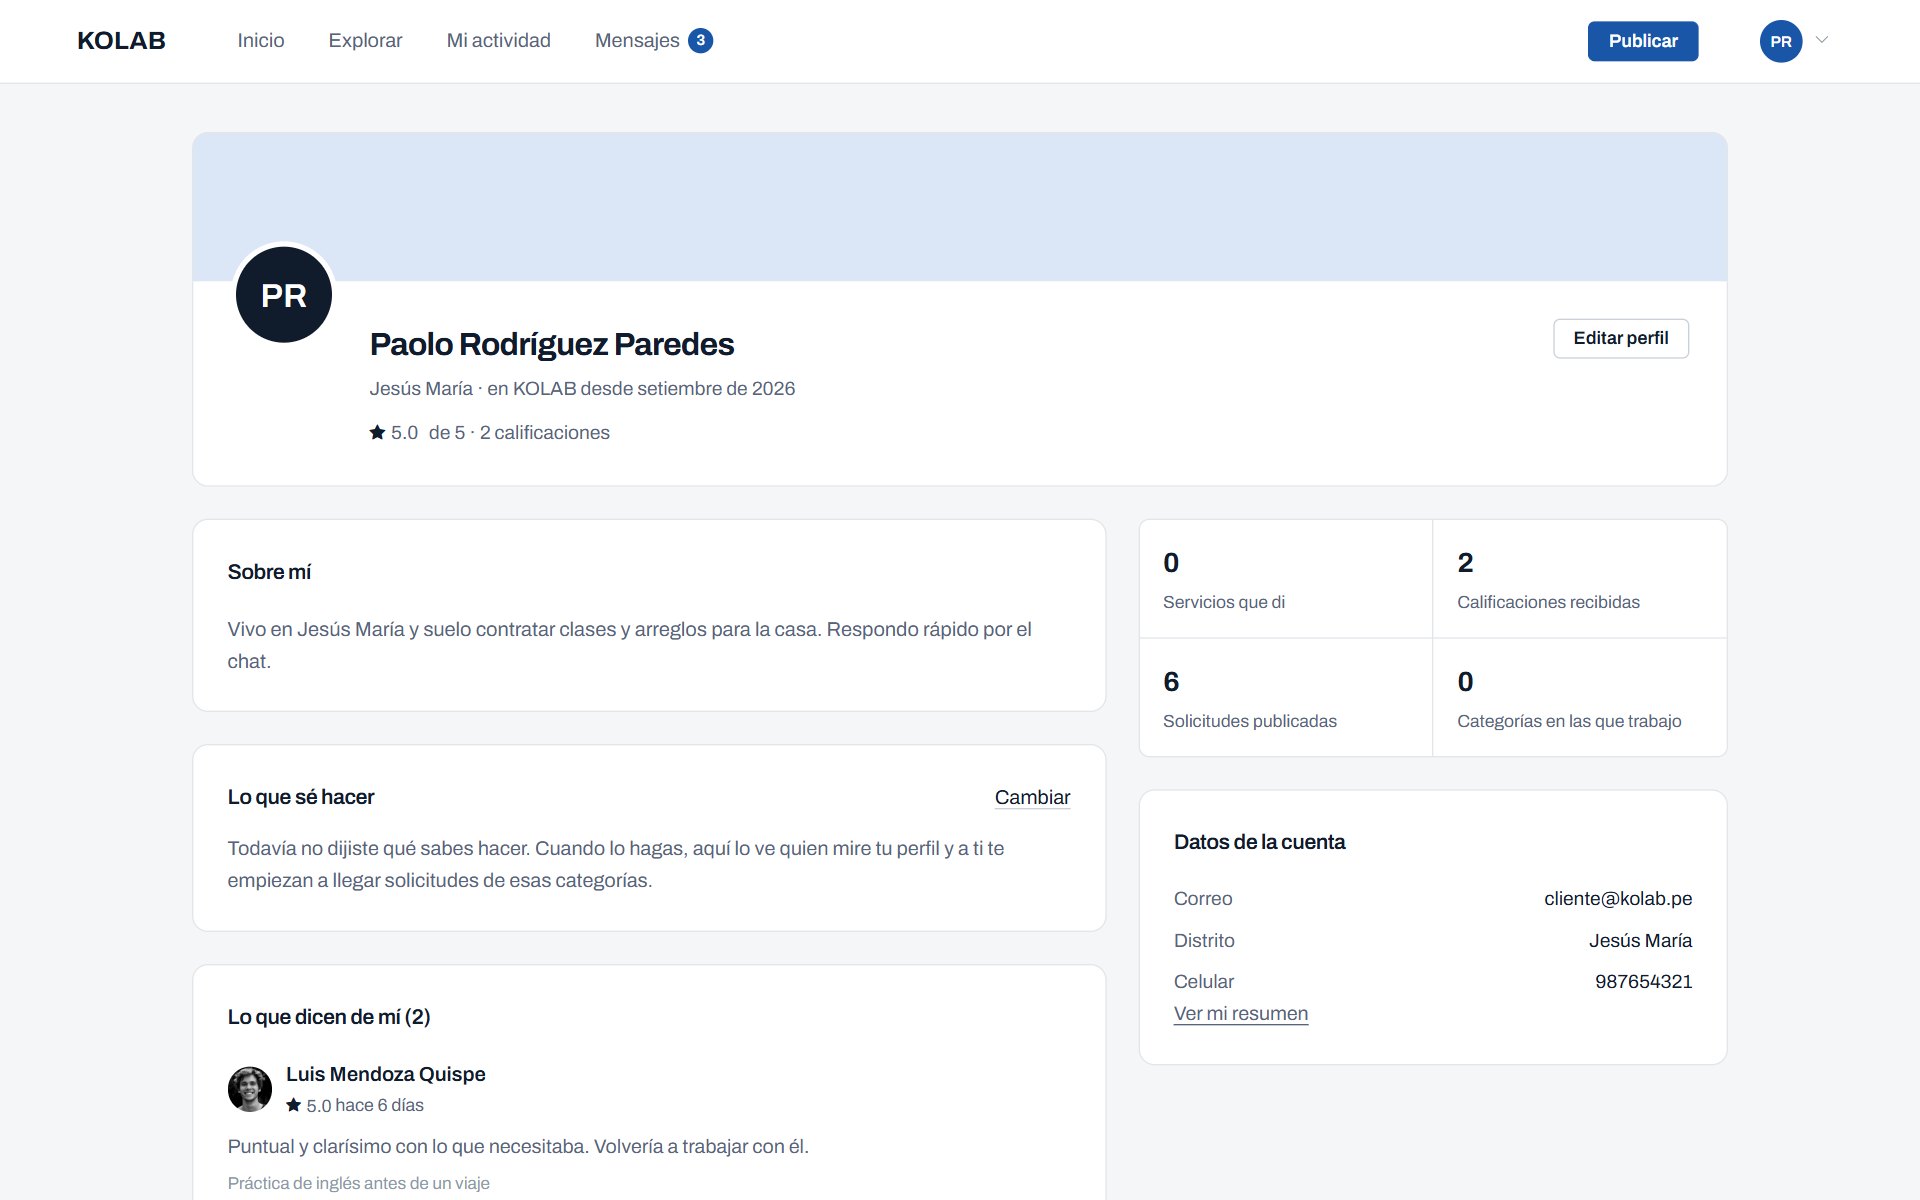 KOLAB
Inicio
Explorar
Mi actividad
Mensajes 3
Publicar
PR
PR
Paolo Rodríguez Paredes
Editar perfil
Jesús María · en KOLAB desde setiembre de 2026
5.0 de 5 · 2 calificaciones
Sobre mí
Vivo en Jesús María y suelo contratar clases y arreglos para la casa. Respondo rápido por el
chat.
Lo que sé hacer
Cambiar
Todavía no dijiste qué sabes hacer. Cuando lo hagas, aquí lo ve quien mire tu perfil y a ti te
empiezan a llegar solicitudes de esas categorías.
Lo que dicen de mí (2)
Luis Mendoza Quispe
5.0 hace 6 días
Puntual y clarísimo con lo que necesitaba. Volvería a trabajar con él.
Práctica de inglés antes de un viaje
0
Servicios que di
2
Calificaciones recibidas
6
Solicitudes publicadas
0
Categorías en las que trabajo
Datos de la cuenta
Correo cliente@kolab.pe
Distrito Jesús María
Celular 987654321
Ver mi resumen